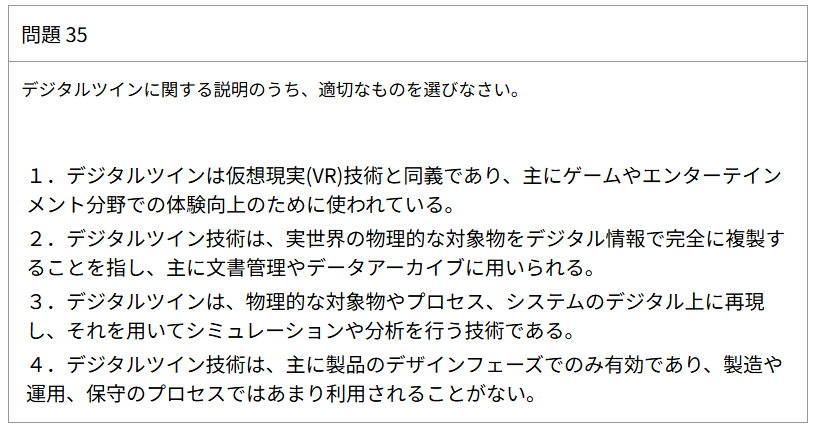 問題 35
デジタルツインに関する説明のうち、適切なものを選びなさい。
１．デジタルツインは仮想現実(VR)技術と同義であり、主にゲームやエンターテイン
メント分野での体験向上のために使われている。
２．デジタルツイン技術は、実世界の物理的な対象物をデジタル情報で完全に複製す
ることを指し、主に文書管理やデータアーカイブに用いられる。
３．デジタルツインは、物理的な対象物やプロセス、システムのデジタル上に再現
し、それを用いてシミュレーションや分析を行う技術である。
４．デジタルツイン技術は、主に製品のデザインフェーズでのみ有効であり、製造や
運用、保守のプロセスではあまり利用されることがない。